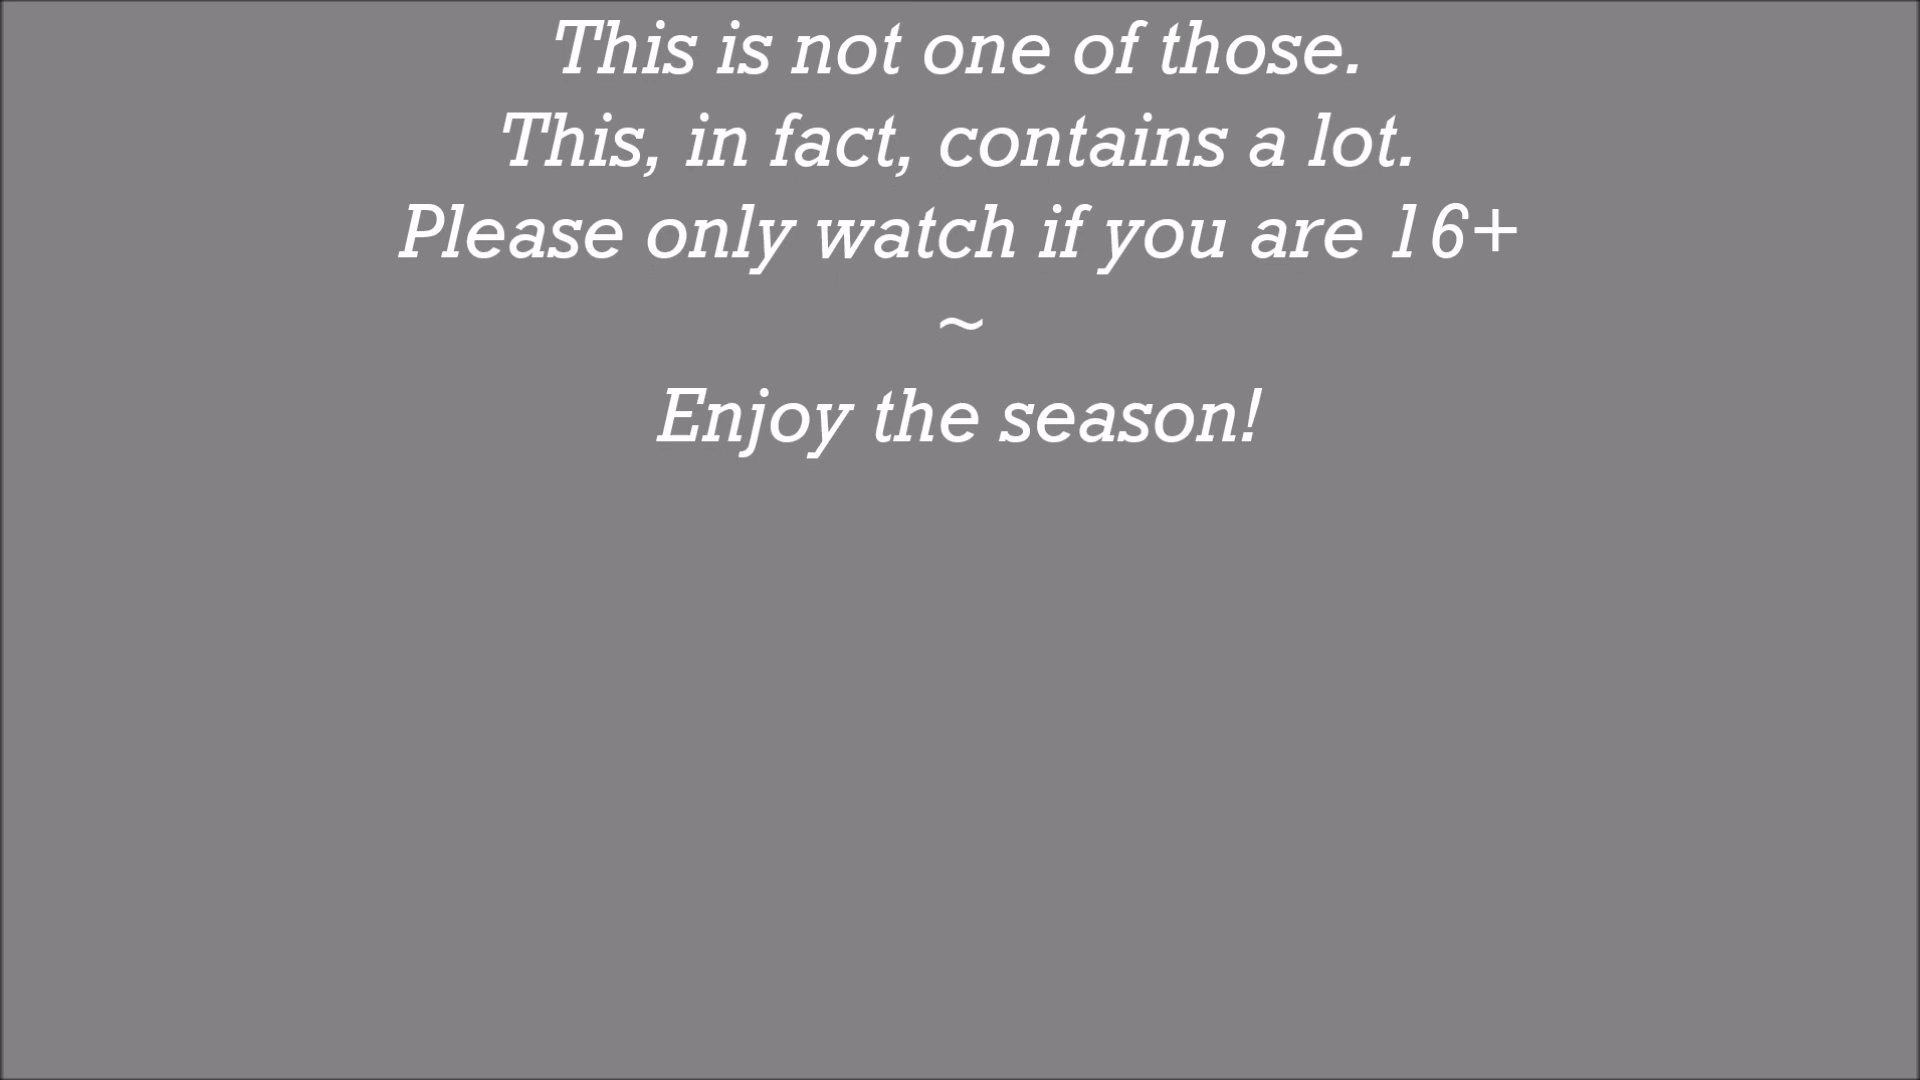 This is not one of those.
This, in fact, contains a lot.
Please only watch if you are 16+
~
Enjoy the season!